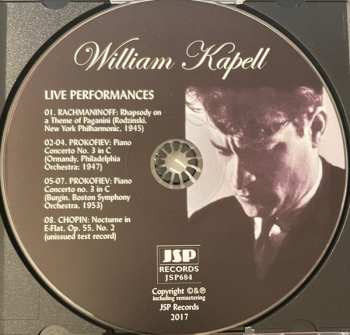 William Kapell
LIVE PERFORMANCES
01. RACHMANINOFF: Rhapsody on
a Theme of Paganini (Rodzinski,
New York Philharmonic, 1945)
02-04. PROKOFIEV: Piano
Concerto No. 3 in C
(Ormandy, Philadelphia
Orchestra; 1947)
05-07. PROKOFIEV: Piano
Concerto no. 3 in C
(Burgin, Boston Symphony
Orchestra, 1953)
08. CHOPIN: Nocturne in
E-Flat, Op. 55, No. 2
(unissued test record)
JSP
RECORDS
JSP684
Copyright ©&℗
including remastering
JSP Records
2017